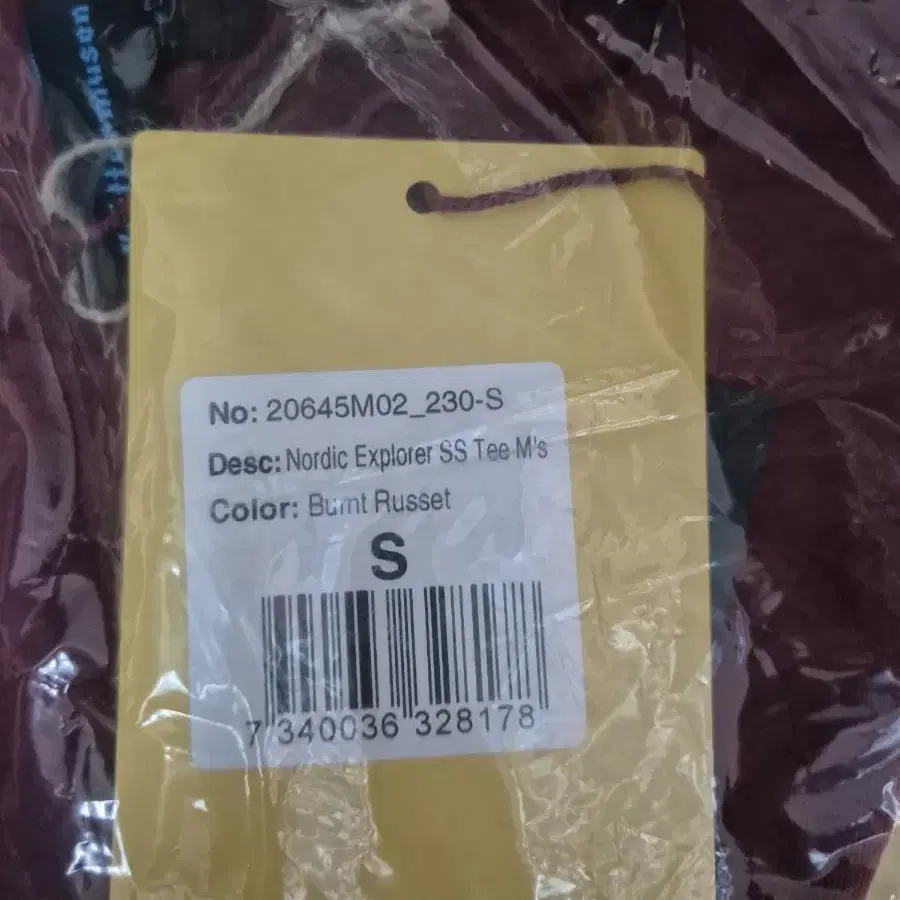 No: 20645M02_230-S
Desc: Nordic Explorer SS Tee M's
Color: Burnt Russet
S
7 340036 328178